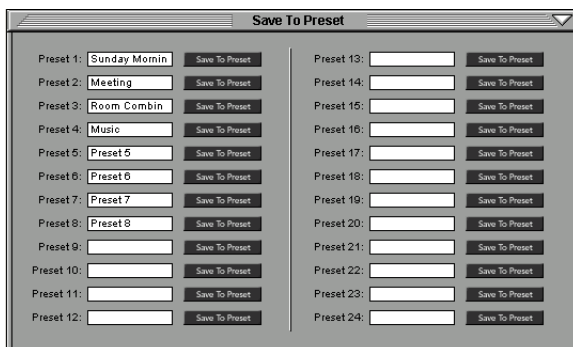 Save To Preset
Preset 1: Sunday Mornin Save To Preset
Preset 2: Meeting Save To Preset
Preset 3: Room Combin Save To Preset
Preset 4: Music Save To Preset
Preset 5: Preset 5 Save To Preset
Preset 6: Preset 6 Save To Preset
Preset 7: Preset 7 Save To Preset
Preset 8: Preset 8 Save To Preset
Preset 9: Save To Preset
Preset 10: Save To Preset
Preset 11: Save To Preset
Preset 12: Save To Preset
Preset 13: Save To Preset
Preset 14: Save To Preset
Preset 15: Save To Preset
Preset 16: Save To Preset
Preset 17: Save To Preset
Preset 18: Save To Preset
Preset 19: Save To Preset
Preset 20: Save To Preset
Preset 21: Save To Preset
Preset 22: Save To Preset
Preset 23: Save To Preset
Preset 24: Save To Preset